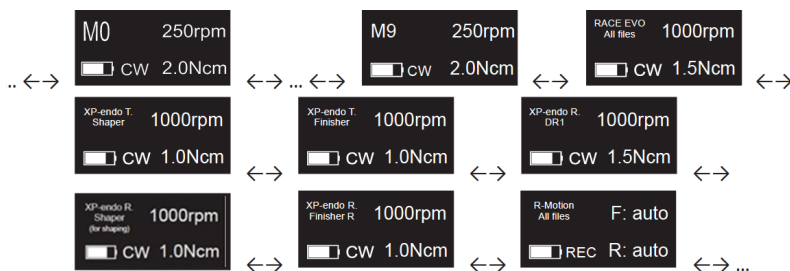 M0 250rpm
CW 2.0Ncm
.. ←→
←→ ... ←→
M9 250rpm
CW 2.0Ncm
←→
RACE EVO
All files 1000rpm
CW 1.5Ncm
←→
XP-endo T.
Shaper 1000rpm
CW 1.0Ncm
←→
XP-endo T.
Finisher 1000rpm
CW 1.0Ncm
←→
XP-endo R.
DR1 1000rpm
CW 1.5Ncm
←→
XP-endo R.
Shaper
(for shaping) 1000rpm
CW 1.0Ncm
←→
XP-endo R.
Finisher R 1000rpm
CW 1.0Ncm
←→
R-Motion
All files F: auto
REC R: auto
←→ ...